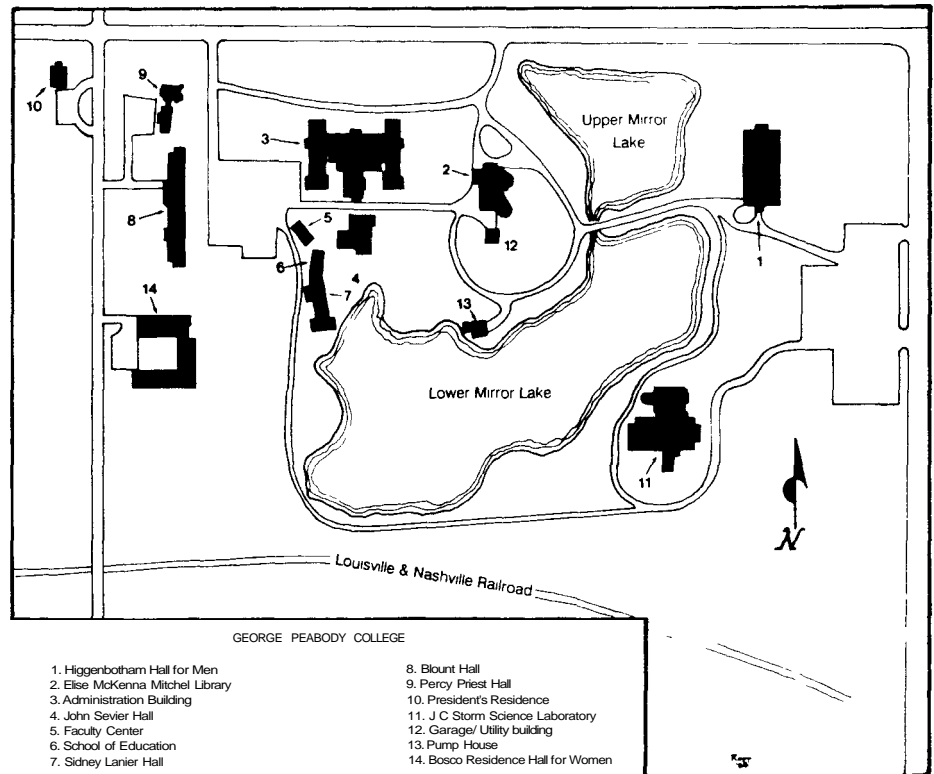 9
10
3
Upper Mirror
Lake
2
8
5
12
1
6
4
7
14
13
Lower Mirror Lake
11
N
Louisville & Nashville Railroad
GEORGE PEABODY COLLEGE
1. Higgenbotham Hall for Men
2. Elise McKenna Mitchel Library
3. Administration Building
4. John Sevier Hall
5. Faculty Center
6. School of Education
7. Sidney Lanier Hall
8. Blount Hall
9. Percy Priest Hall
10. President's Residence
11. J C Storm Science Laboratory
12. Garage/ Utility building
13. Pump House
14. Bosco Residence Hall for Women